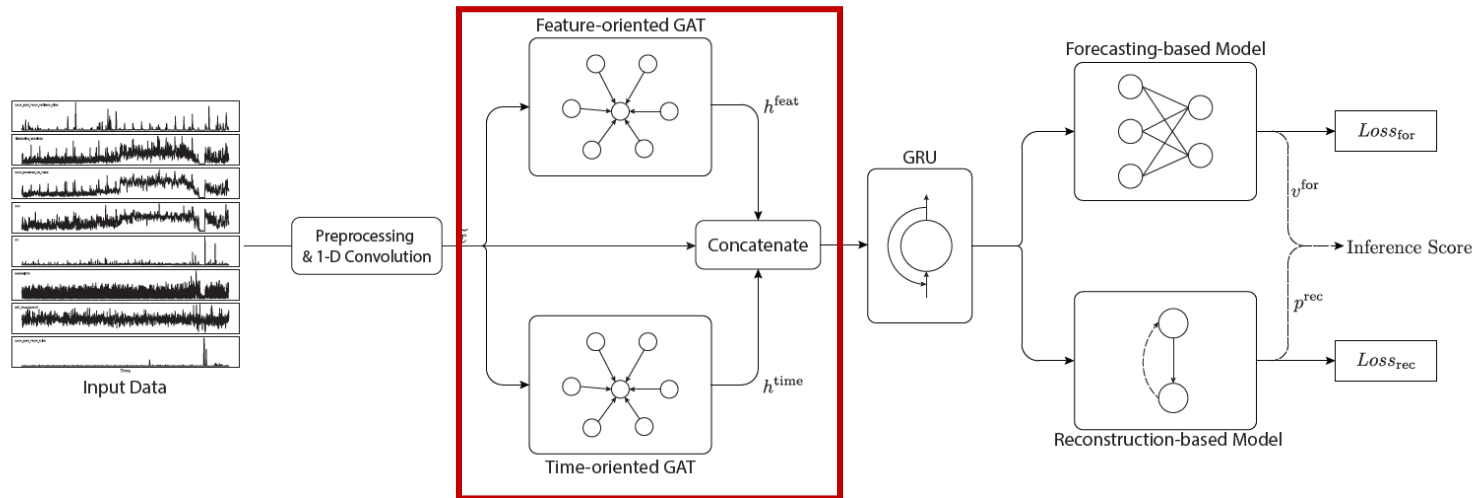 Feature-oriented GAT
Forecasting-based Model
h^feat
Loss_for
GRU
v^for
Preprocessing
& 1-D Convolution
Concatenate
Inference Score
p^rec
Time
Input Data
h^time
Loss_rec
Time-oriented GAT
Reconstruction-based Model